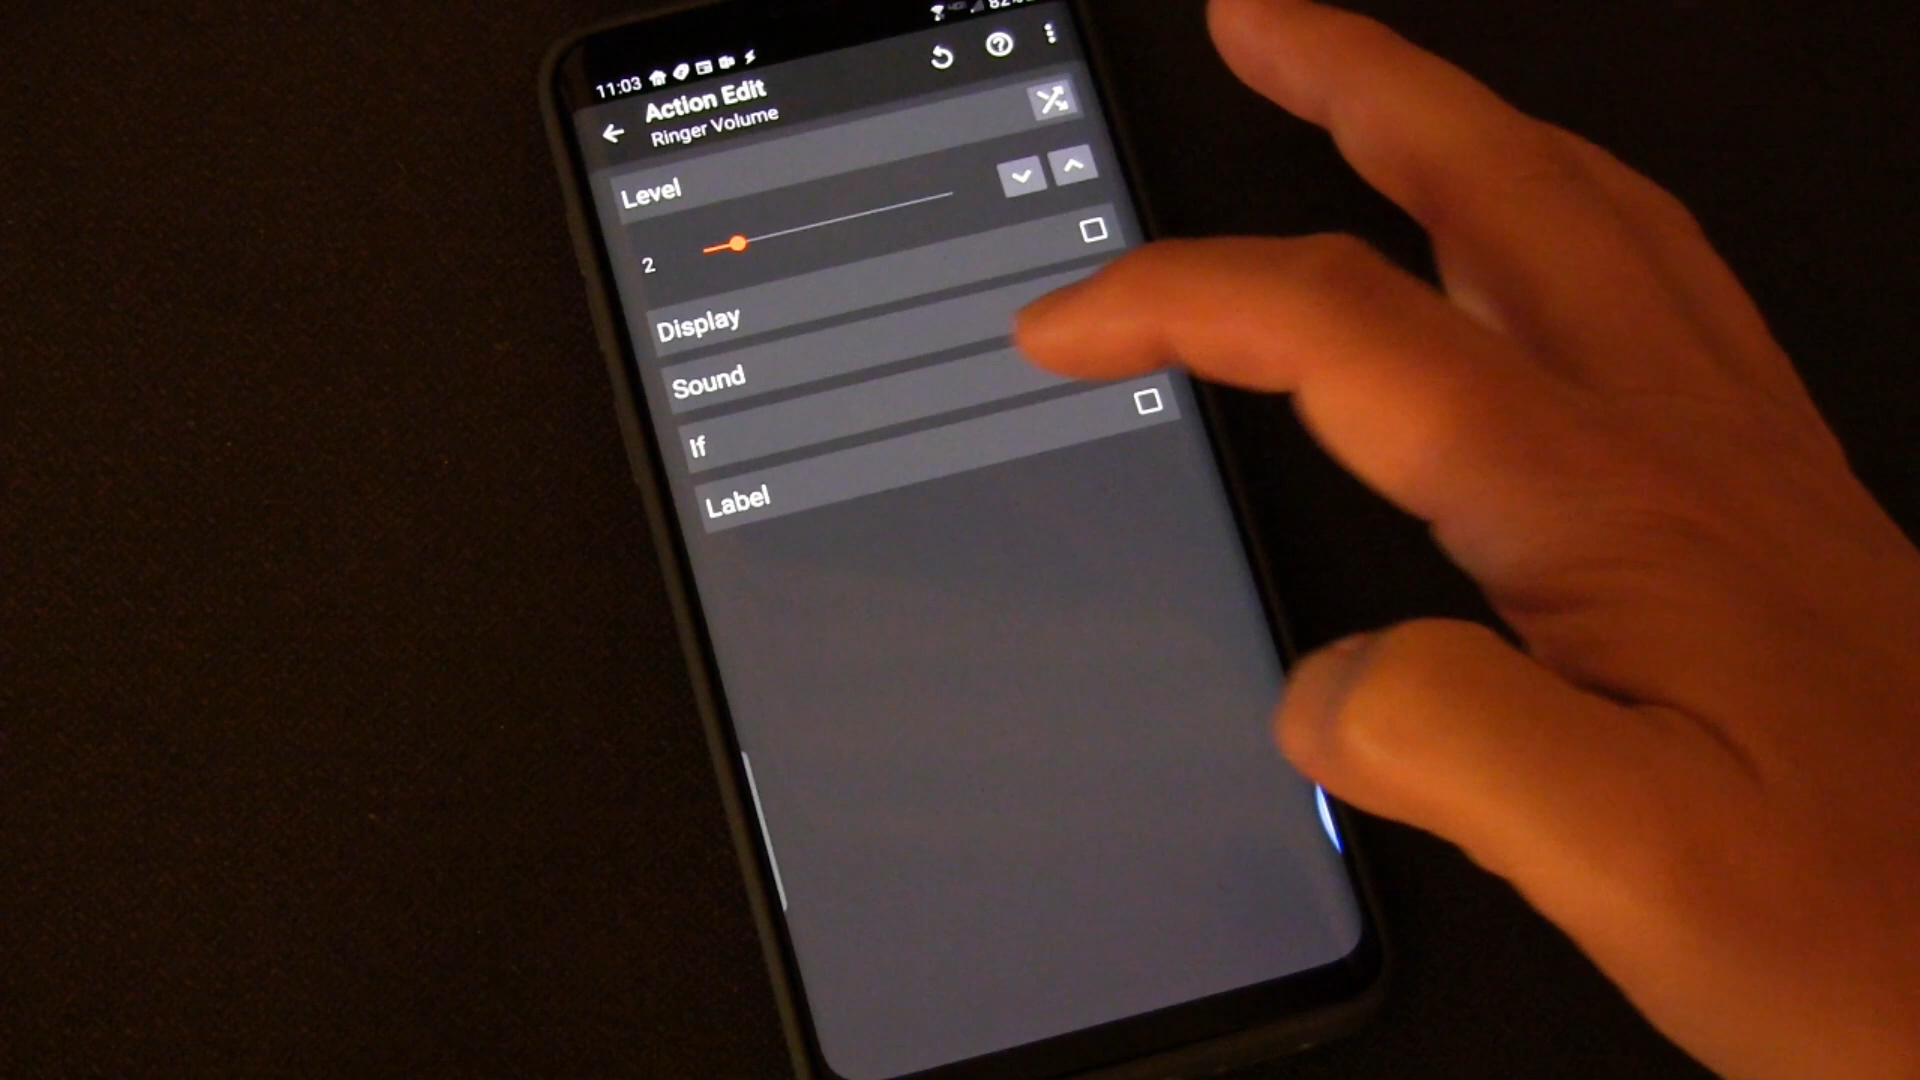 11:03
Action Edit
Ringer Volume
Level
2
Display
Sound
If
Label